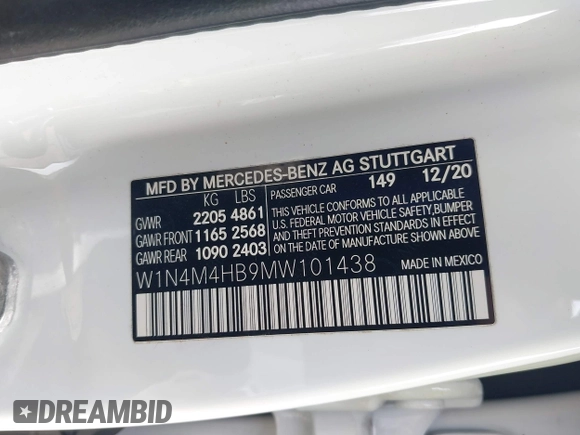 MFD BY MERCEDES-BENZ AG STUTTGART
KG LBS
GVWR 2205 4861
GAWR FRONT 1165 2568
GAWR REAR 1090 2403
PASSENGER CAR 149 12/20
THIS VEHICLE CONFORMS TO ALL APPLICABLE
U.S. FEDERAL MOTOR VEHICLE SAFETY,BUMPER
AND THEFT PREVENTION STANDARDS IN EFFECT
ON THE DATE OF MANUFACTURE SHOWN ABOVE.
W1N4M4HB9MW101438
MADE IN MEXICO
DREAMBID